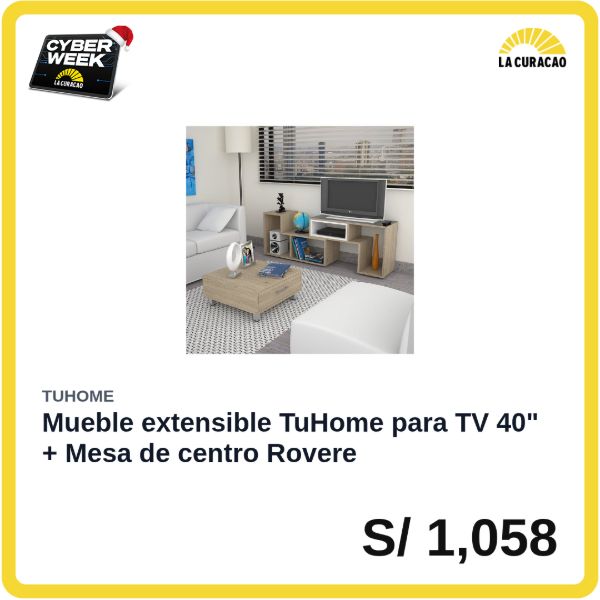 CYBER
WEEK
LA CURACAO
LA CURACAO
TUHOME
Mueble extensible TuHome para TV 40"
+ Mesa de centro Rovere
S/ 1,058